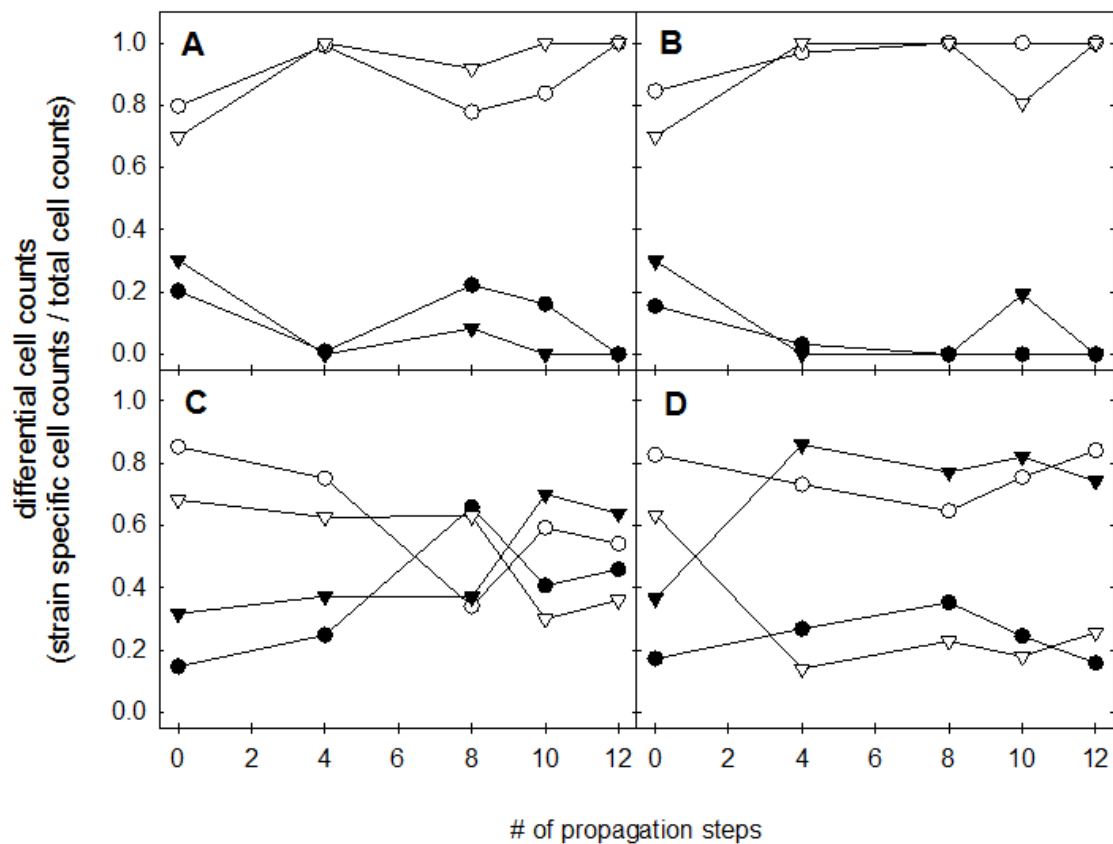 differential cell counts
(strain specific cell counts / total cell counts)
A
B
1.0
0.8
0.6
0.4
0.2
0.0
C
D
1.0
0.8
0.6
0.4
0.2
0.0
0 2 4 6 8 10 12 0 2 4 6 8 10 12
# of propagation steps